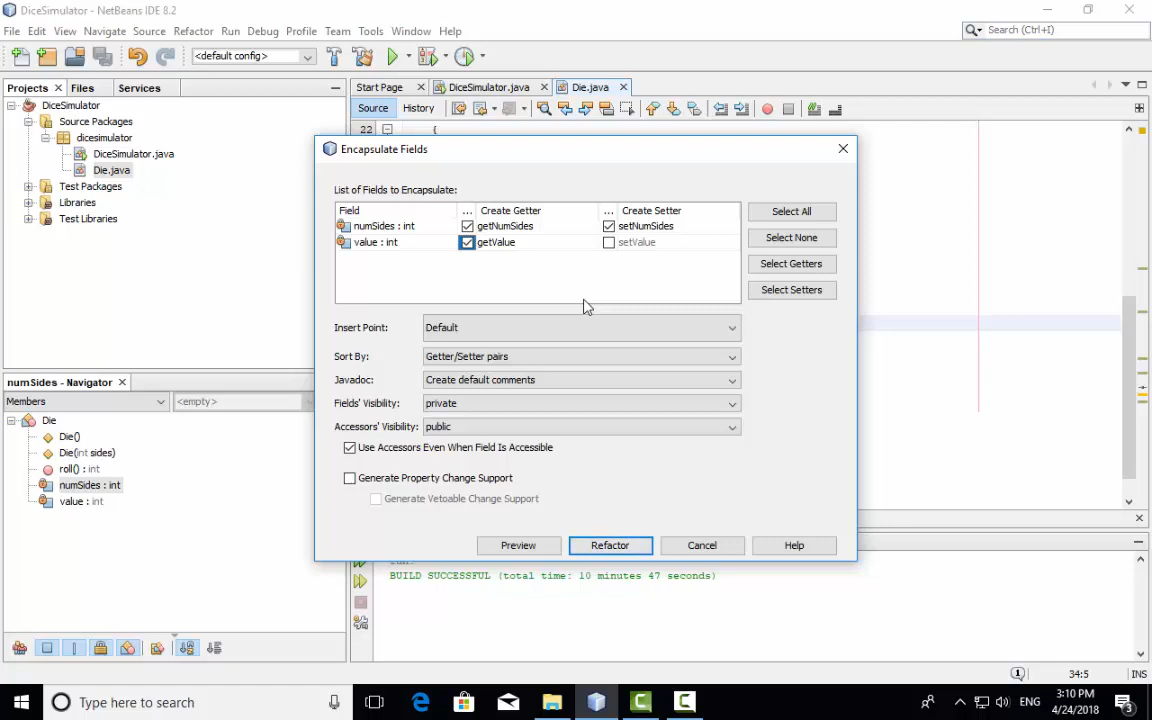 DiceSimulator - NetBeans IDE 8.2
File Edit View Navigate Source Refactor Run Debug Profile Team Tools Window Help
Search (Ctrl+I)
<default config>
Projects Files Services
Start Page DiceSimulator.java Die.java
Source History
DiceSimulator
Source Packages
dicesimulator
DiceSimulator.java
Die.java
Test Packages
Libraries
Test Libraries
22 {
Encapsulate Fields
List of Fields to Encapsulate:
Field ... Create Getter ... Create Setter
numSides : int getNumSides setNumSides
value : int getValue setValue
Select All
Select None
Select Getters
Select Setters
Insert Point: Default
Sort By: Getter/Setter pairs
Javadoc: Create default comments
Fields' Visibility: private
Accessors' Visibility: public
Use Accessors Even When Field Is Accessible
Generate Property Change Support
Generate Vetoable Change Support
Preview Refactor Cancel Help
numSides - Navigator
Members <empty>
Die
Die()
Die(int sides)
roll() : int
numSides : int
value : int
run:
BUILD SUCCESSFUL (total time: 10 minutes 47 seconds)
1 34:5 INS
Type here to search
ENG
3:10 PM
4/24/2018
3